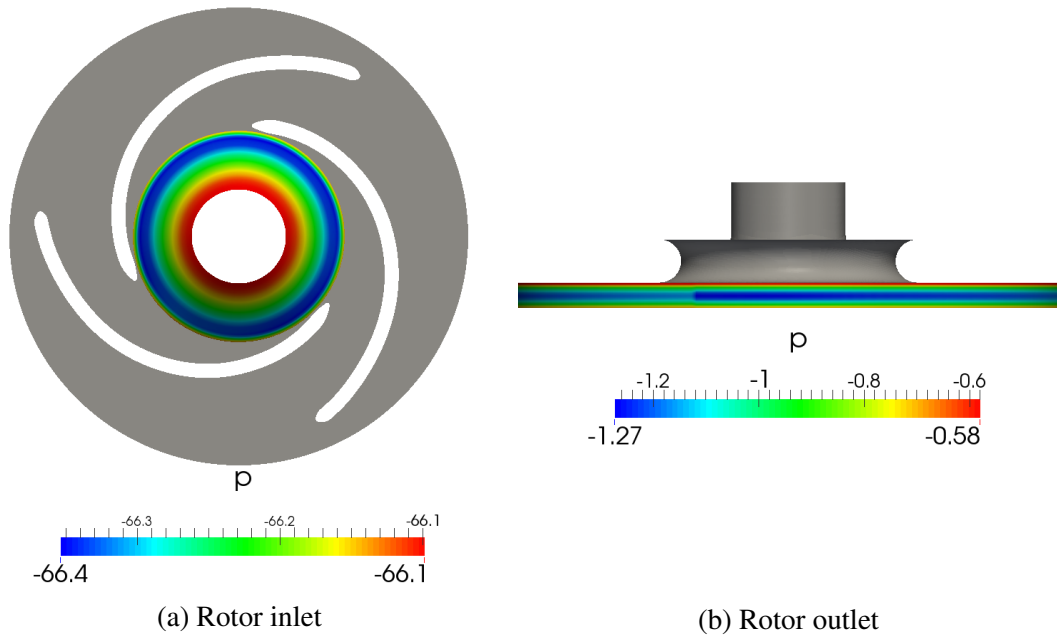 p
-66.3 -66.2 -66.1
-66.4 -66.1
(a) Rotor inlet
p
-1.2 -1 -0.8 -0.6
-1.27 -0.58
(b) Rotor outlet